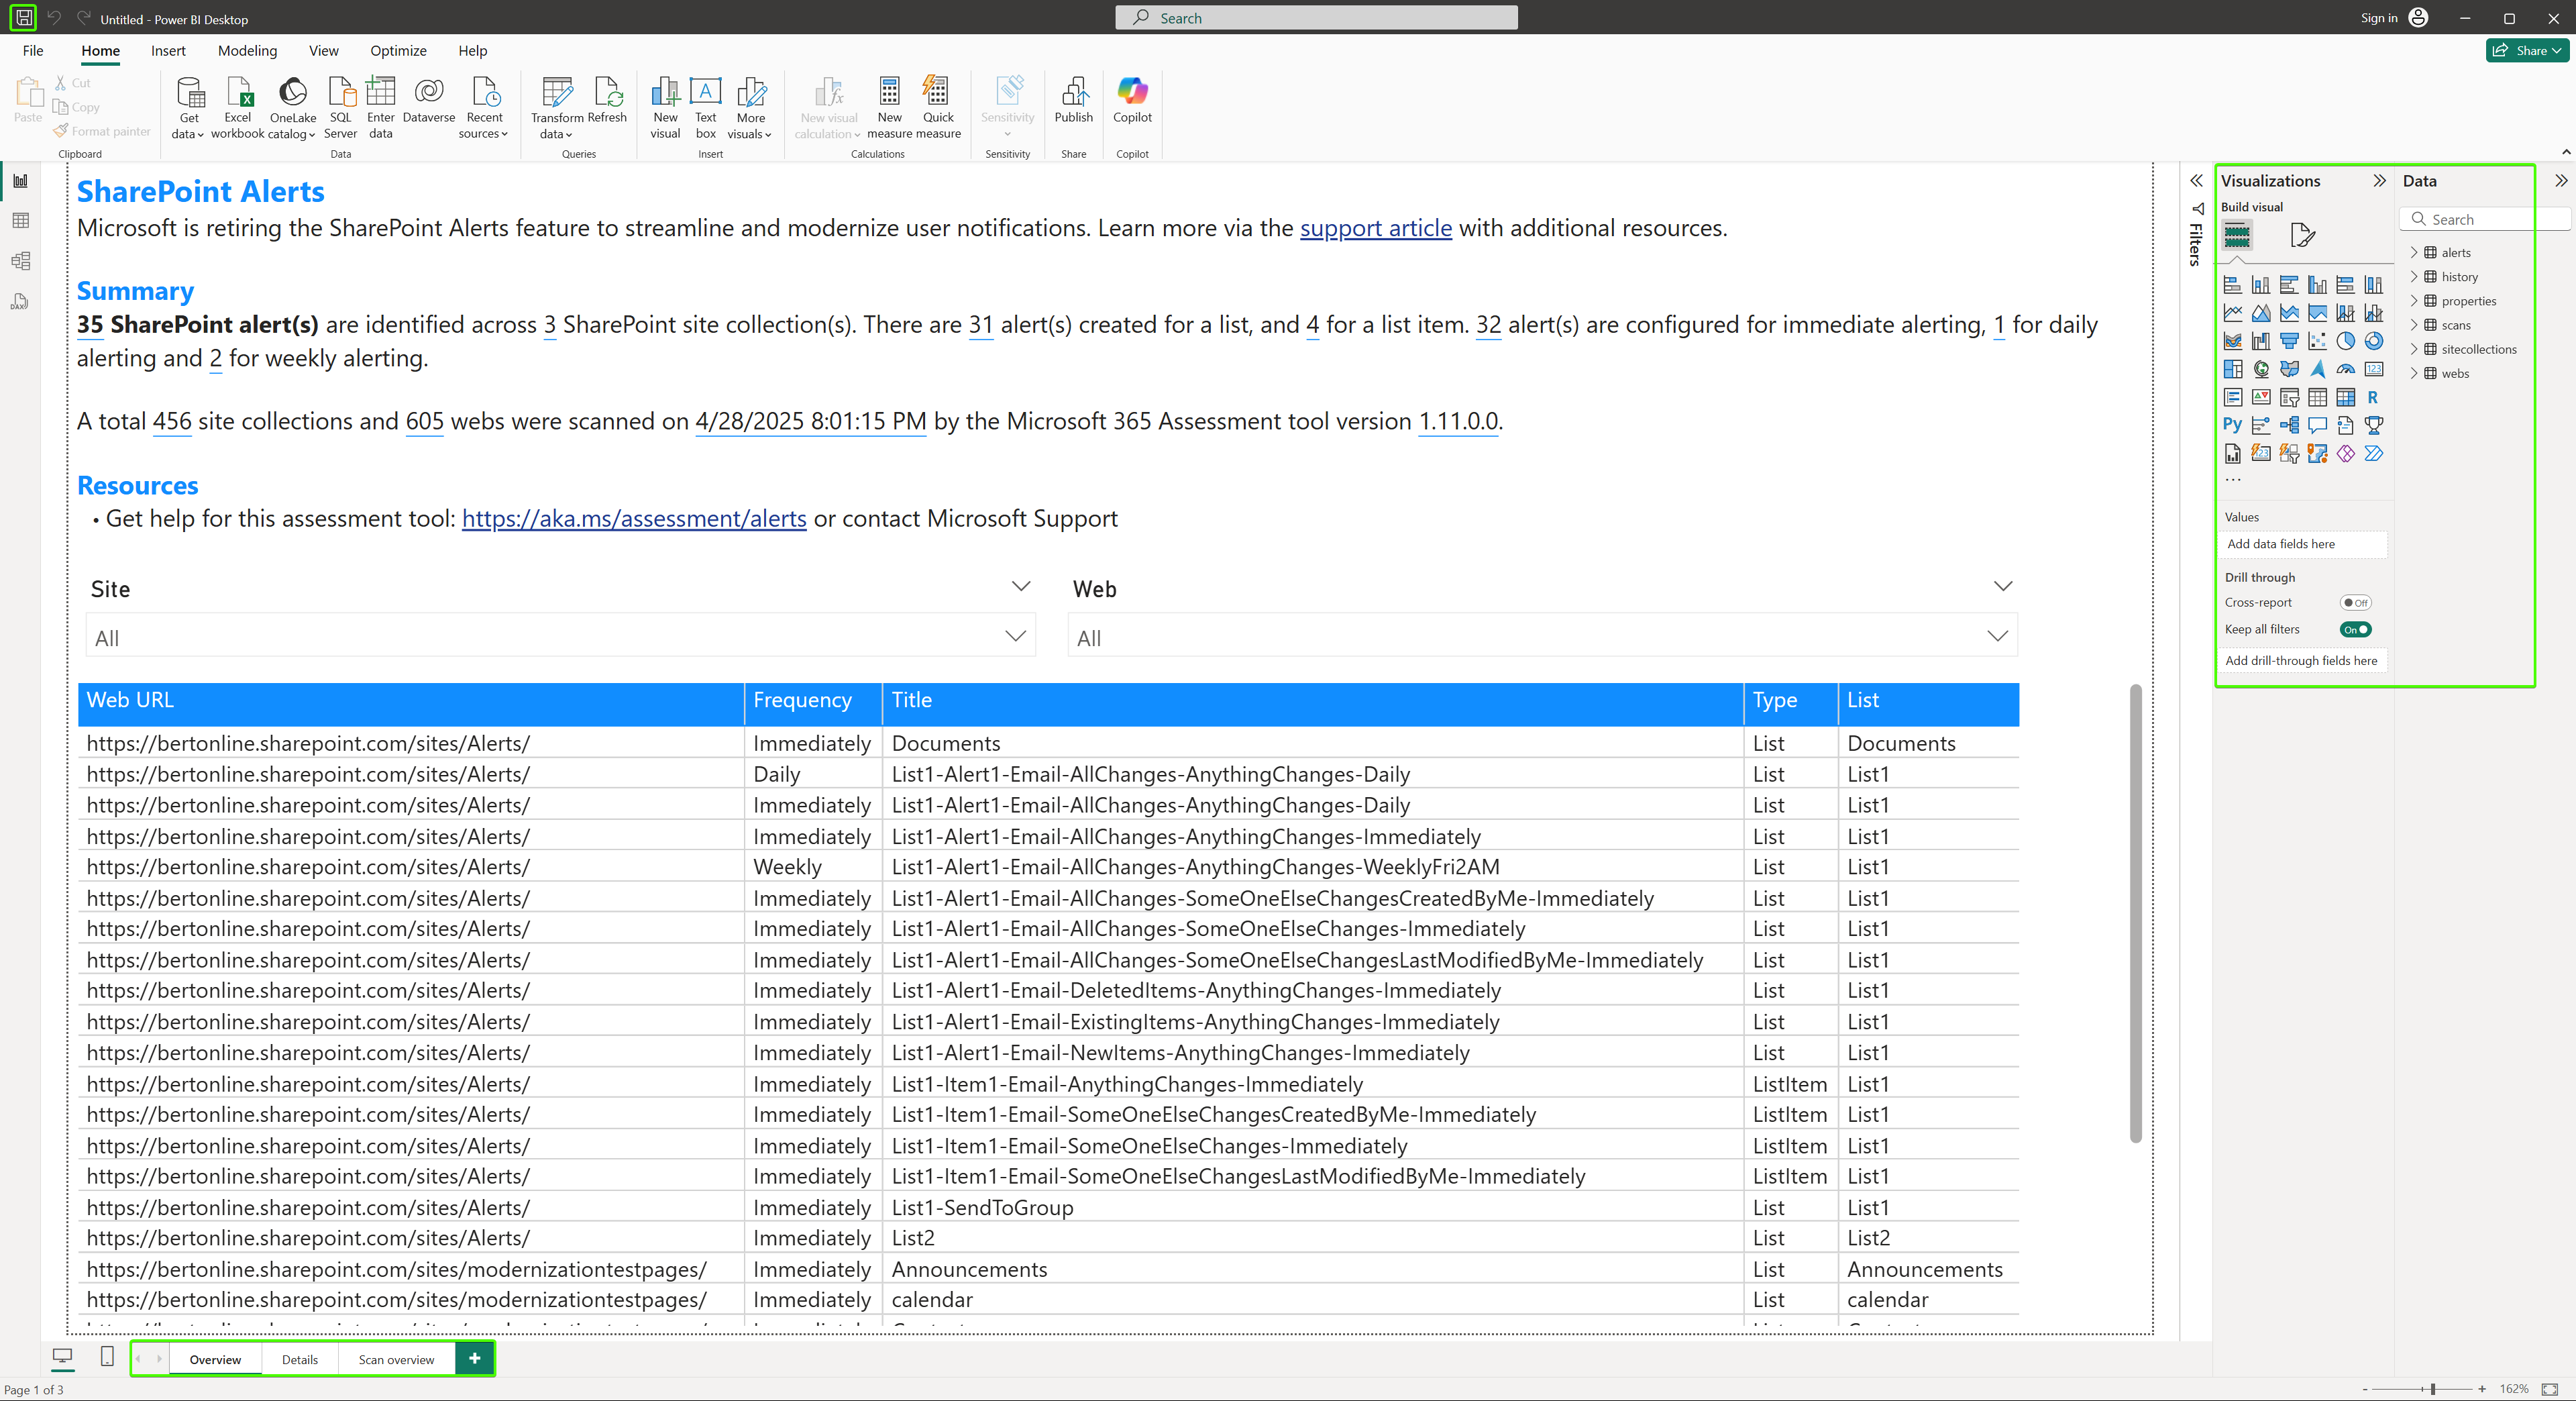 Untitled - Power BI Desktop
Search
Sign in
File Home Insert Modeling View Optimize Help
Share
Paste
Cut
Copy
Format painter
Clipboard
Get data
Excel workbook
OneLake catalog
SQL Server
Enter data
Dataverse
Recent sources
Data
Transform data
Refresh
Queries
New visual
Text box
More visuals
Insert
New visual calculation
New measure
Quick measure
Calculations
Sensitivity
Sensitivity
Publish
Share
Copilot
Copilot
SharePoint Alerts
Microsoft is retiring the SharePoint Alerts feature to streamline and modernize user notifications. Learn more via the support article with additional resources.
Summary
35 SharePoint alert(s) are identified across 3 SharePoint site collection(s). There are 31 alert(s) created for a list, and 4 for a list item. 32 alert(s) are configured for immediate alerting, 1 for daily
alerting and 2 for weekly alerting.
A total 456 site collections and 605 webs were scanned on 4/28/2025 8:01:15 PM by the Microsoft 365 Assessment tool version 1.11.0.0.
Resources
• Get help for this assessment tool: https://aka.ms/assessment/alerts or contact Microsoft Support
Site Web
All All
Web URL Frequency Title Type List
https://bertonline.sharepoint.com/sites/Alerts/ Immediately Documents List Documents
https://bertonline.sharepoint.com/sites/Alerts/ Daily List1-Alert1-Email-AllChanges-AnythingChanges-Daily List List1
https://bertonline.sharepoint.com/sites/Alerts/ Immediately List1-Alert1-Email-AllChanges-AnythingChanges-Daily List List1
https://bertonline.sharepoint.com/sites/Alerts/ Immediately List1-Alert1-Email-AllChanges-AnythingChanges-Immediately List List1
https://bertonline.sharepoint.com/sites/Alerts/ Weekly List1-Alert1-Email-AllChanges-AnythingChanges-WeeklyFri2AM List List1
https://bertonline.sharepoint.com/sites/Alerts/ Immediately List1-Alert1-Email-AllChanges-SomeOneElseChangesCreatedByMe-Immediately List List1
https://bertonline.sharepoint.com/sites/Alerts/ Immediately List1-Alert1-Email-AllChanges-SomeOneElseChanges-Immediately List List1
https://bertonline.sharepoint.com/sites/Alerts/ Immediately List1-Alert1-Email-AllChanges-SomeOneElseChangesLastModifiedByMe-Immediately List List1
https://bertonline.sharepoint.com/sites/Alerts/ Immediately List1-Alert1-Email-DeletedItems-AnythingChanges-Immediately List List1
https://bertonline.sharepoint.com/sites/Alerts/ Immediately List1-Alert1-Email-ExistingItems-AnythingChanges-Immediately List List1
https://bertonline.sharepoint.com/sites/Alerts/ Immediately List1-Alert1-Email-NewItems-AnythingChanges-Immediately List List1
https://bertonline.sharepoint.com/sites/Alerts/ Immediately List1-Item1-Email-AnythingChanges-Immediately ListItem List1
https://bertonline.sharepoint.com/sites/Alerts/ Immediately List1-Item1-Email-SomeOneElseChangesCreatedByMe-Immediately ListItem List1
https://bertonline.sharepoint.com/sites/Alerts/ Immediately List1-Item1-Email-SomeOneElseChanges-Immediately ListItem List1
https://bertonline.sharepoint.com/sites/Alerts/ Immediately List1-Item1-Email-SomeOneElseChangesLastModifiedByMe-Immediately ListItem List1
https://bertonline.sharepoint.com/sites/Alerts/ Immediately List1-SendToGroup List List1
https://bertonline.sharepoint.com/sites/Alerts/ Immediately List2 List List2
https://bertonline.sharepoint.com/sites/modernizationtestpages/ Immediately Announcements List Announcements
https://bertonline.sharepoint.com/sites/modernizationtestpages/ Immediately calendar List calendar
Filters
Visualizations
Build visual
123
R
Py
123
...
Values
Add data fields here
Drill through
Cross-report Off
Keep all filters On
Add drill-through fields here
Data
Search
alerts
history
properties
scans
sitecollections
webs
DAX
Overview Details Scan overview +
Page 1 of 3
- + 162%